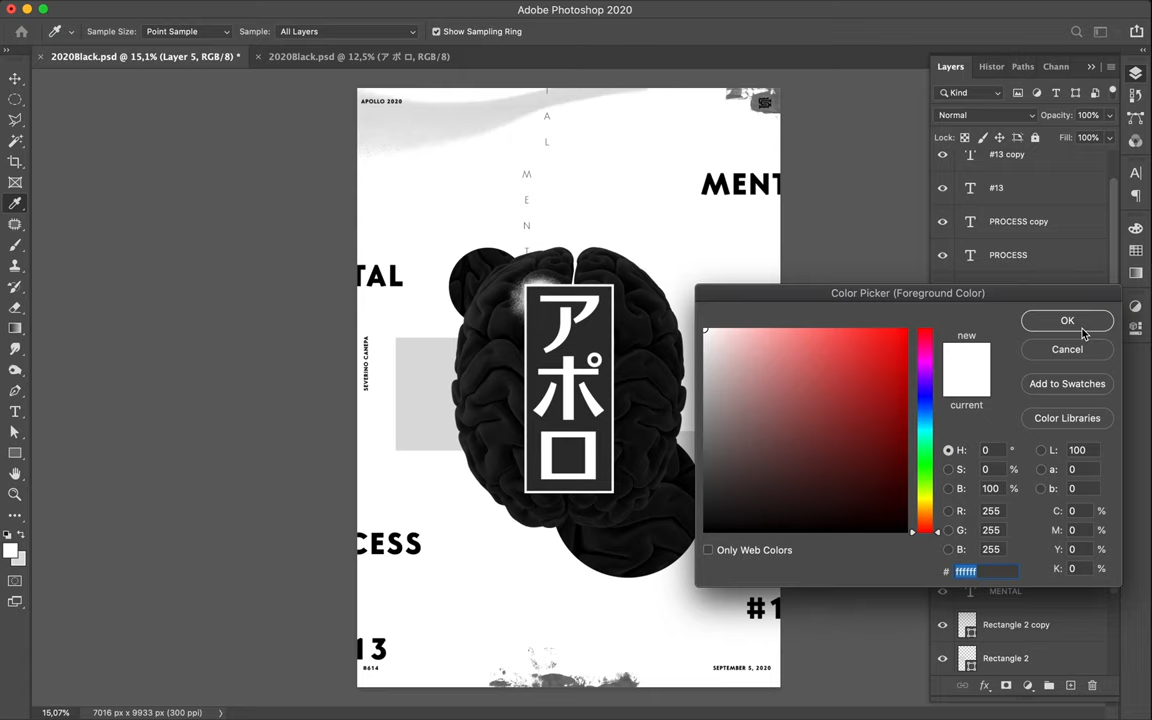 Adobe Photoshop 2020
Sample Size: Point Sample Sample: All Layers Show Sampling Ring
2020Black.psd @ 15,1% (Layer 5, RGB/8) *
2020Black.psd @ 12,5% (アポロ, RGB/8)
Layers Histor Paths Chann
Kind
Normal Opacity: 100%
Lock: Fill: 100%
#13 copy
#13
PROCESS copy
PROCESS
APOLLO 2020
A
L
M
E
N
T
MENT
TAL
SEVERINO CANEPA
アポロ
CESS
#1
13
#614
SEPTEMBER 5, 2020
Color Picker (Foreground Color)
new
current
OK
Cancel
Add to Swatches
Color Libraries
H: 0 °
S: 0 %
B: 100 %
R: 255
G: 255
B: 255
L: 100
a: 0
b: 0
C: 0 %
M: 0 %
Y: 0 %
K: 0 %
# ffffff
Only Web Colors
MENTAL
Rectangle 2 copy
Rectangle 2
15,07% 7016 px x 9933 px (300 ppi)